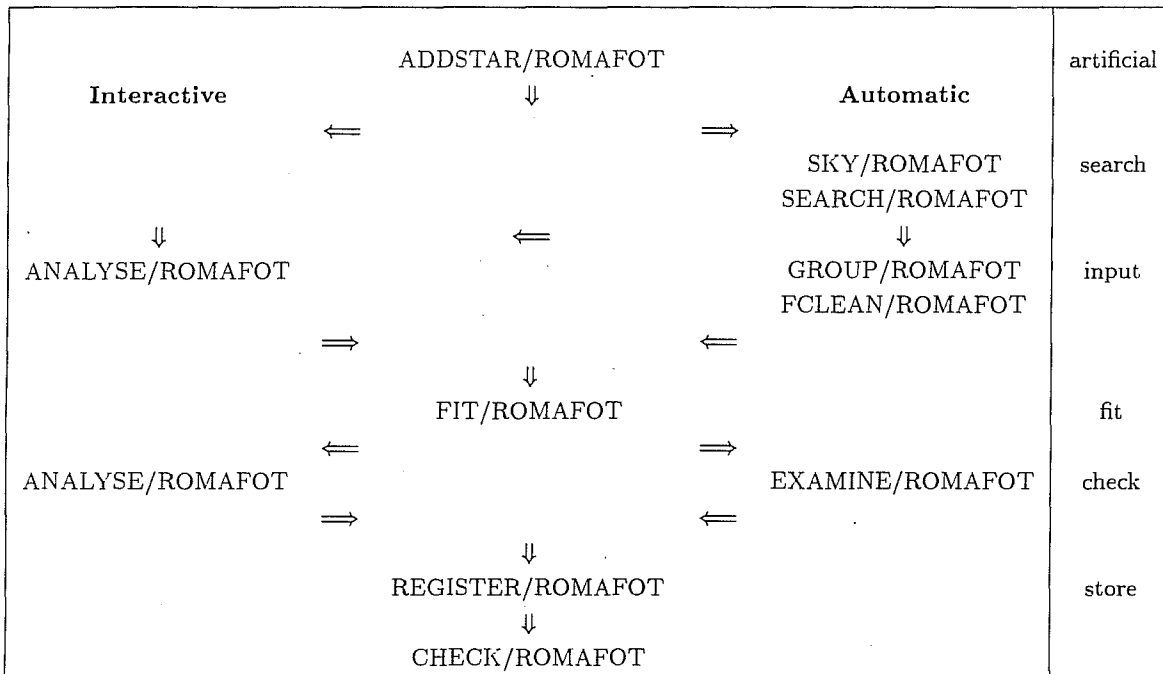 ADDSTAR/ROMAFOT artificial
Interactive ⇓ Automatic
⇐ ⇒
SKY/ROMAFOT search
SEARCH/ROMAFOT
⇓ ⇐ ⇓
ANALYSE/ROMAFOT GROUP/ROMAFOT input
FCLEAN/ROMAFOT
⇒ ⇐
⇓
FIT/ROMAFOT fit
⇐ ⇒
ANALYSE/ROMAFOT EXAMINE/ROMAFOT check
⇒ ⇐
⇓
REGISTER/ROMAFOT store
⇓
CHECK/ROMAFOT